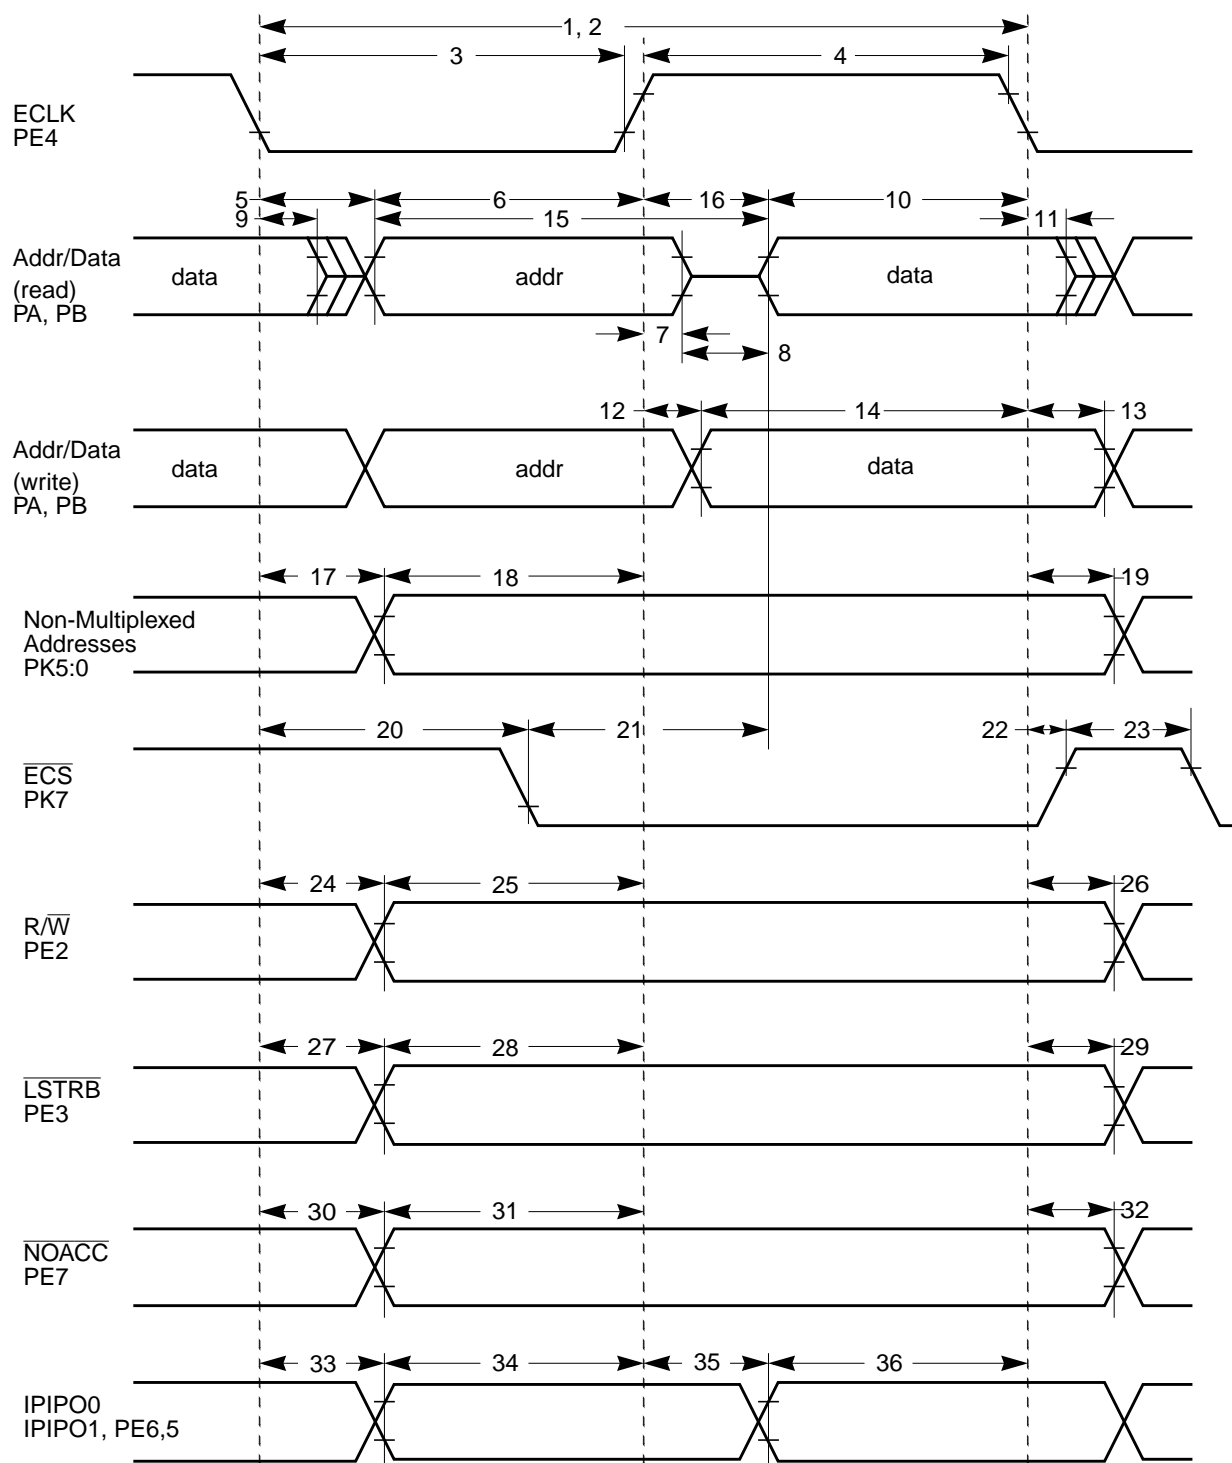 1, 2
3
4
ECLK
PE4
5
6
16
10
9
15
11
Addr/Data
(read)
PA, PB
data
addr
data
7
8
12
14
13
Addr/Data
(write)
PA, PB
data
addr
data
17
18
19
Non-Multiplexed
Addresses
PK5:0
20
21
22
23
ECS
PK7
24
25
26
R/W
PE2
27
28
29
LSTRB
PE3
30
31
32
NOACC
PE7
33
34
35
36
IPIPO0
IPIPO1, PE6,5